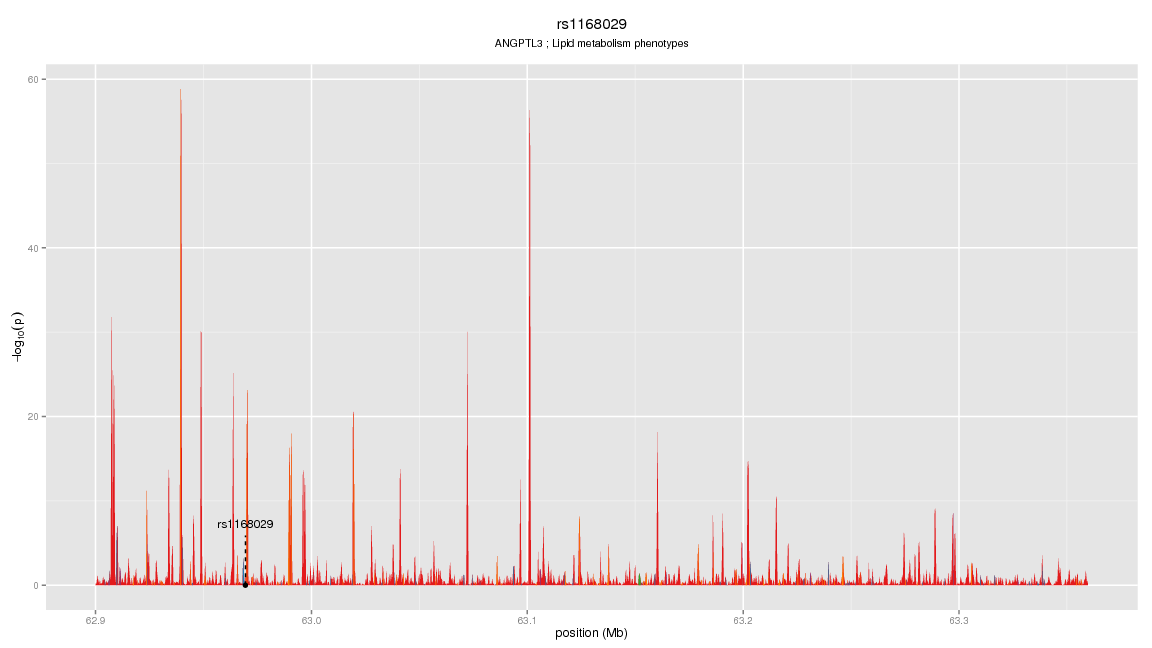 rs1168029
ANGPTL3 ; Lipid metabolism phenotypes
60
40
20
0
−log10(p)
rs1168029
62.9 63.0 63.1 63.2 63.3
position (Mb)